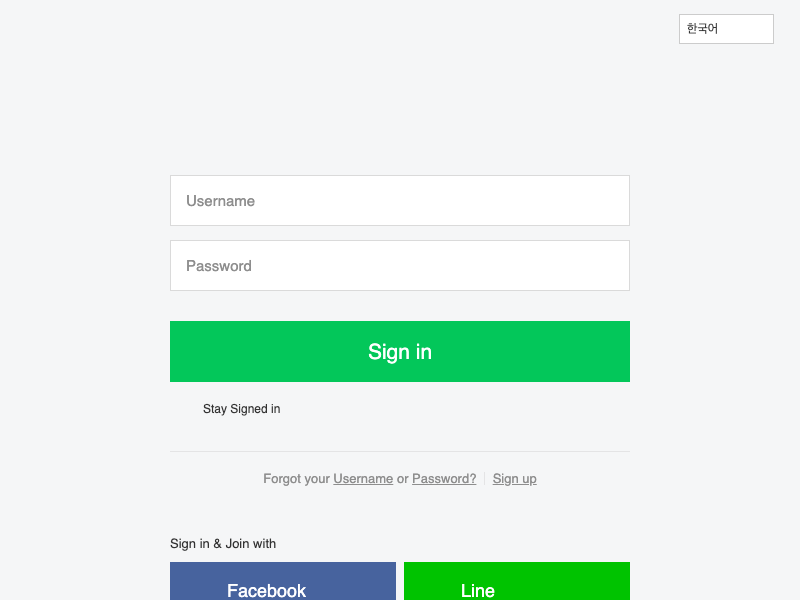 한국어
Username
Password
Sign in
Stay Signed in
Forgot your Username or Password? Sign up
Sign in & Join with
Facebook
Line